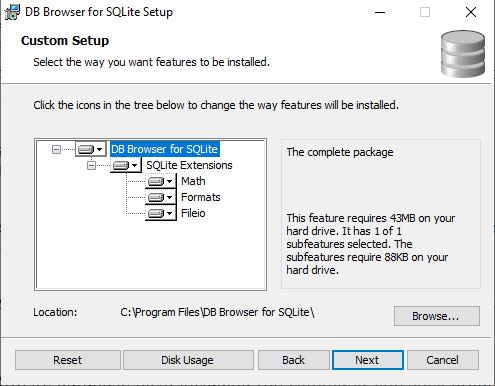 DB Browser for SQLite Setup
Custom Setup
Select the way you want features to be installed.
Click the icons in the tree below to change the way features will be installed.
DB Browser for SQLite
SQLite Extensions
Math
Formats
Fileio
The complete package
This feature requires 43MB on your
hard drive. It has 1 of 1
subfeatures selected. The
subfeatures require 88KB on your
hard drive.
Location: C:\Program Files\DB Browser for SQLite\
Browse...
Reset Disk Usage Back Next Cancel